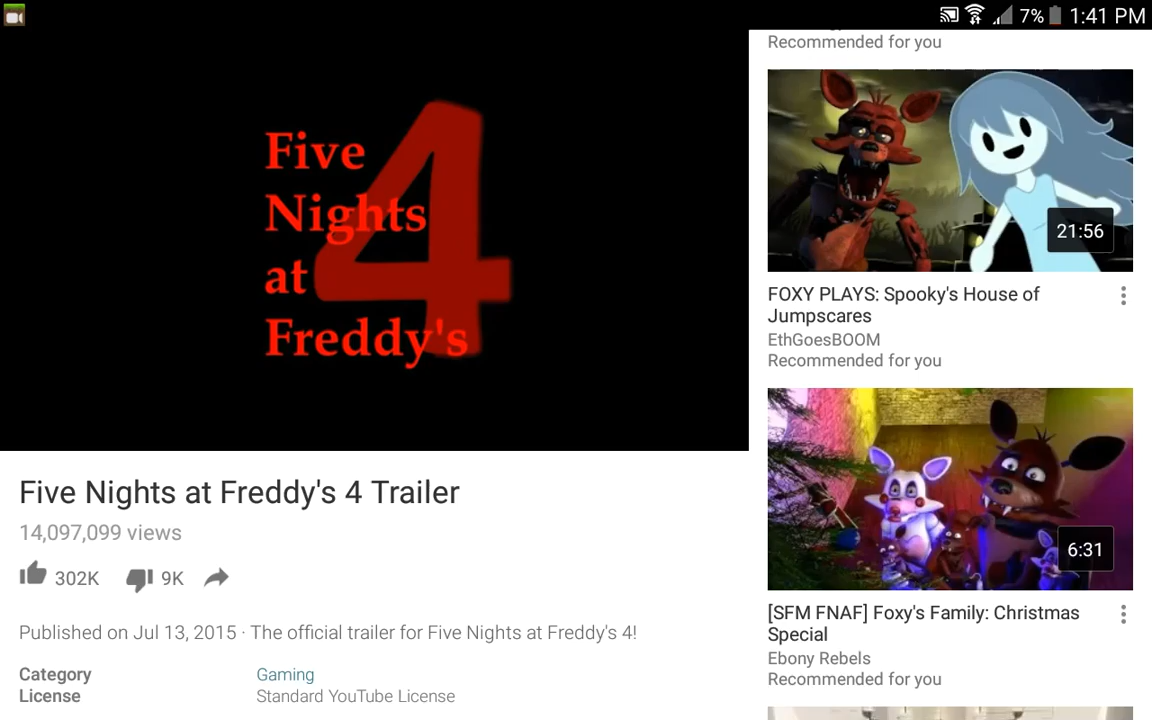 7% 1:41 PM
Five
Nights
at
Freddy's
4
Five Nights at Freddy's 4 Trailer
14,097,099 views
302K 9K
Published on Jul 13, 2015 · The official trailer for Five Nights at Freddy's 4!
Category Gaming
License Standard YouTube License
Recommended for you
21:56
FOXY PLAYS: Spooky's House of
Jumpscares
EthGoesBOOM
Recommended for you
6:31
[SFM FNAF] Foxy's Family: Christmas
Special
Ebony Rebels
Recommended for you